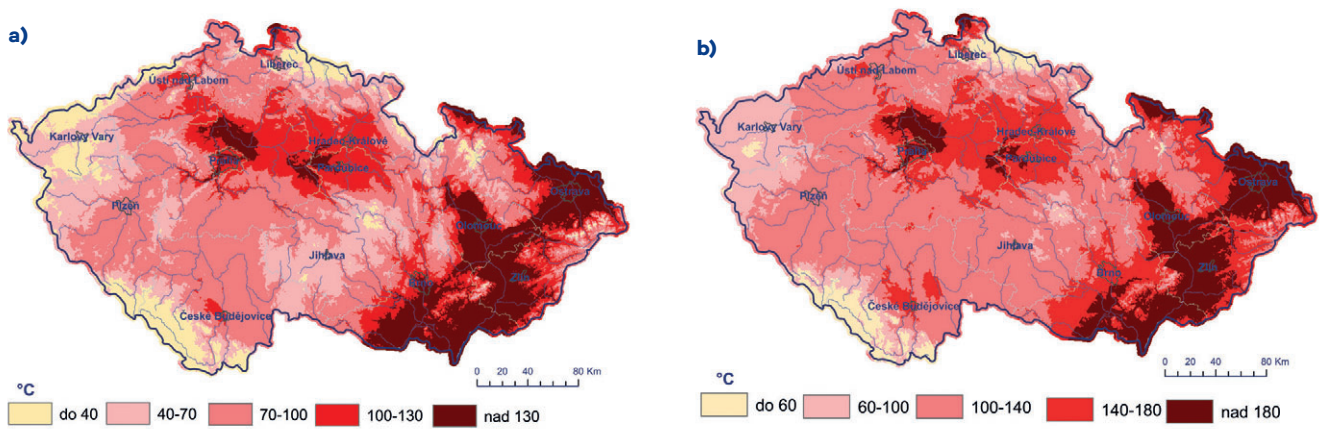 a)
Liberec
Ústí nad Labem
Karlovy Vary
Hradec Králové
Praha
Pardubice
Plzeň
Ostrava
Olomouc
Jihlava
Zlín
Brno
České Budějovice
0 20 40 80 Km
°C
do 40 40-70 70-100 100-130 nad 130
b)
Liberec
Ústí nad Labem
Karlovy Vary
Hradec Králové
Praha
Pardubice
Plzeň
Ostrava
Olomouc
Jihlava
Zlín
Brno
České Budějovice
0 20 40 80 Km
°C
do 60 60-100 100-140 140-180 nad 180